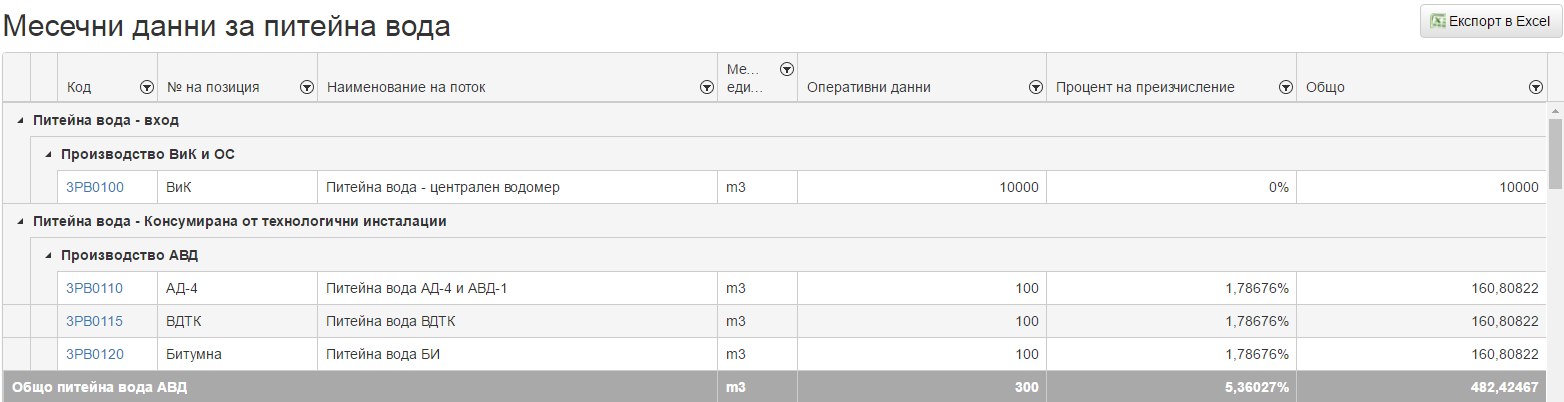 Месечни данни за питейна вода
Експорт в Excel
Код № на позиция Наименование на поток Ме... еди... Оперативни данни Процент на преизчисление Общо
Питейна вода - вход
Производство ВиК и ОС
3PB0100 ВиК Питейна вода - централен водомер m3 10000 0% 10000
Питейна вода - Консумирана от технологични инсталации
Производство АВД
3PB0110 АД-4 Питейна вода АД-4 и АВД-1 m3 100 1,78676% 160,80822
3PB0115 ВДТК Питейна вода ВДТК m3 100 1,78676% 160,80822
3PB0120 Битумна Питейна вода БИ m3 100 1,78676% 160,80822
Общо питейна вода АВД m3 300 5,36027% 482,42467